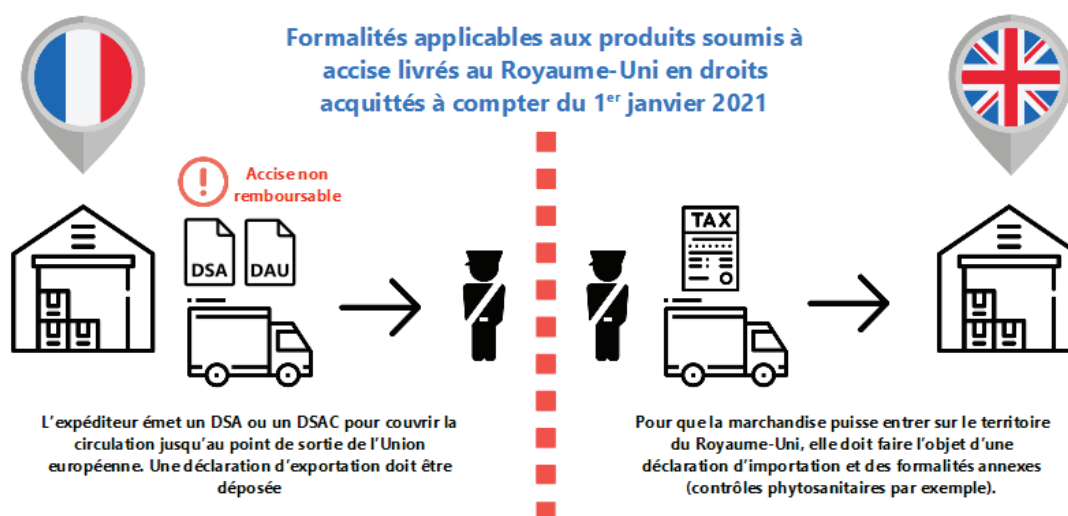 Formalités applicables aux produits soumis à
accise livrés au Royaume-Uni en droits
acquittés à compter du 1er janvier 2021
Accise non
remboursable
DSA
DAU
TAX
L'expéditeur émet un DSA ou un DSAC pour couvrir la
circulation jusqu'au point de sortie de l'Union
européenne. Une déclaration d'exportation doit être
déposée
Pour que la marchandise puisse entrer sur le territoire
du Royaume-Uni, elle doit faire l'objet d'une
déclaration d'importation et des formalités annexes
(contrôles phytosanitaires par exemple).